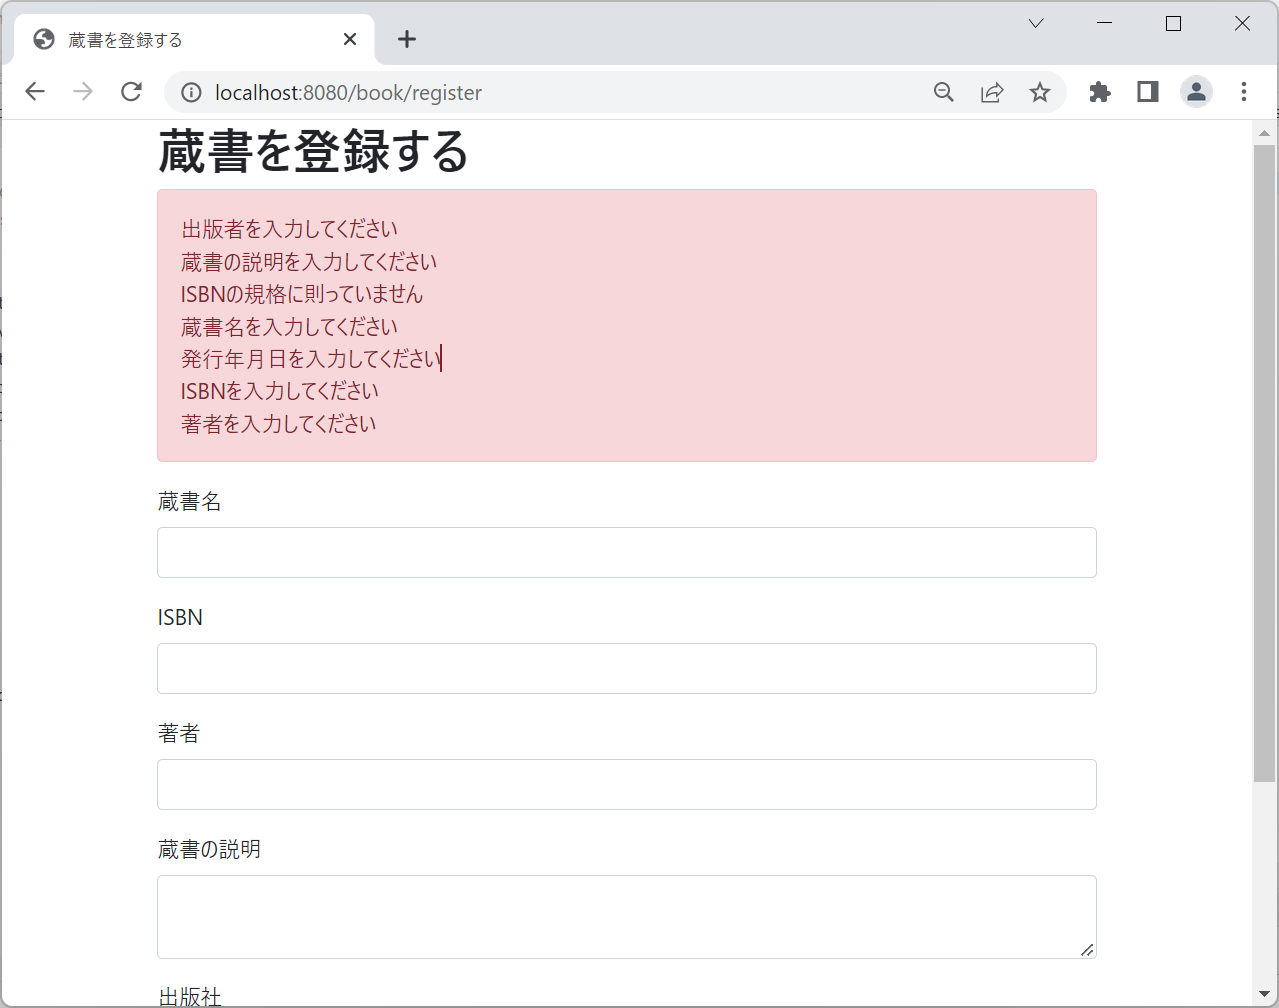 蔵書を登録する
localhost:8080/book/register
蔵書を登録する
出版者を入力してください
蔵書の説明を入力してください
ISBNの規格に則っていません
蔵書名を入力してください
発行年月日を入力してください
ISBNを入力してください
著者を入力してください
蔵書名
ISBN
著者
蔵書の説明
出版社